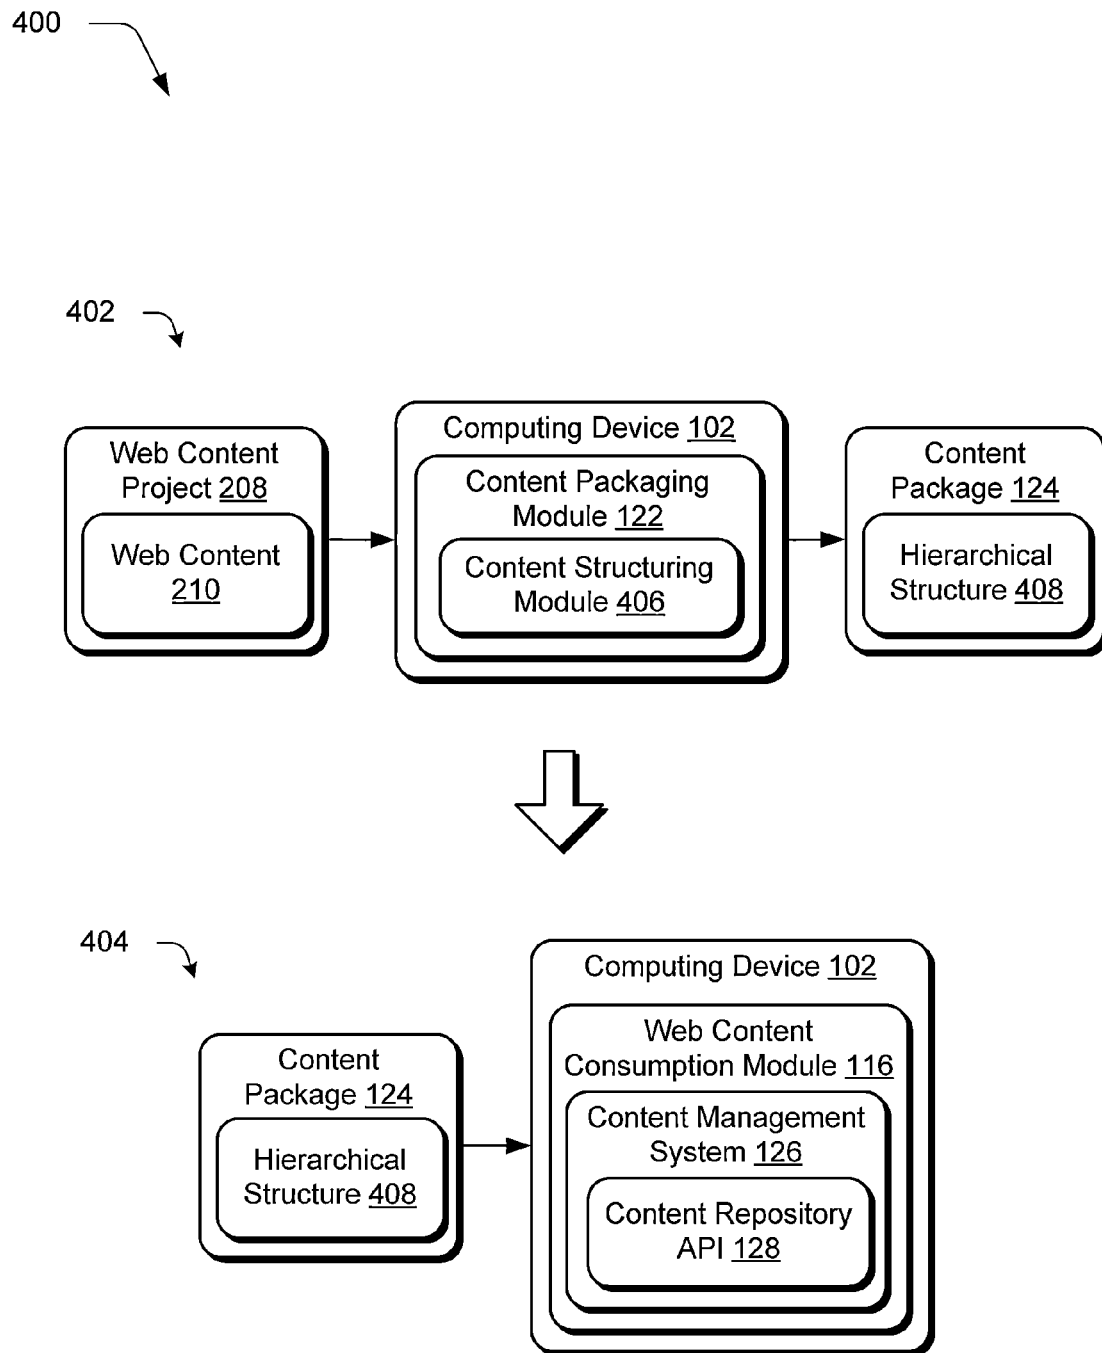 400
402
Web Content
Project 208
Web Content
210
Computing Device 102
Content Packaging
Module 122
Content Structuring
Module 406
Content
Package 124
Hierarchical
Structure 408
404
Content
Package 124
Hierarchical
Structure 408
Computing Device 102
Web Content
Consumption Module 116
Content Management
System 126
Content Repository
API 128